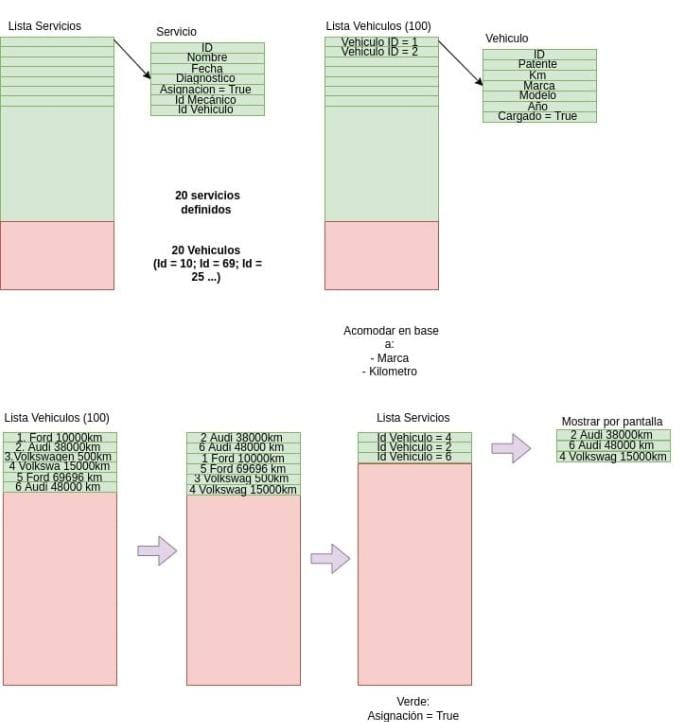 Lista Servicios
Servicio
ID
Nombre
Fecha
Diagnostico
Asignacion = True
Id Mecánico
Id Vehiculo
Lista Vehiculos (100)
Vehiculo ID = 1
Vehiculo ID = 2
Vehiculo
ID
Patente
Km
Marca
Modelo
Año
Cargado = True
20 servicios
definidos
20 Vehiculos
(Id = 10; Id = 69; Id =
25 ...)
Acomodar en base
a:
- Marca
- Kilometro
Lista Vehiculos (100)
1. Ford 10000km
2. Audi 38000km
3.Volkswagen 500km
4 Volkswa 15000km
5 Ford 69696 km
6 Audi 48000 km
2 Audi 38000km
6 Audi 48000 km
1 Ford 10000km
5 Ford 69696 km
3 Volkswag 500km
4 Volkswag 15000km
Lista Servicios
Id Vehiculo = 4
Id Vehiculo = 2
Id Vehiculo = 6
Mostrar por pantalla
2 Audi 38000km
6 Audi 48000 km
4 Volkswag 15000km
Verde:
Asignación = True